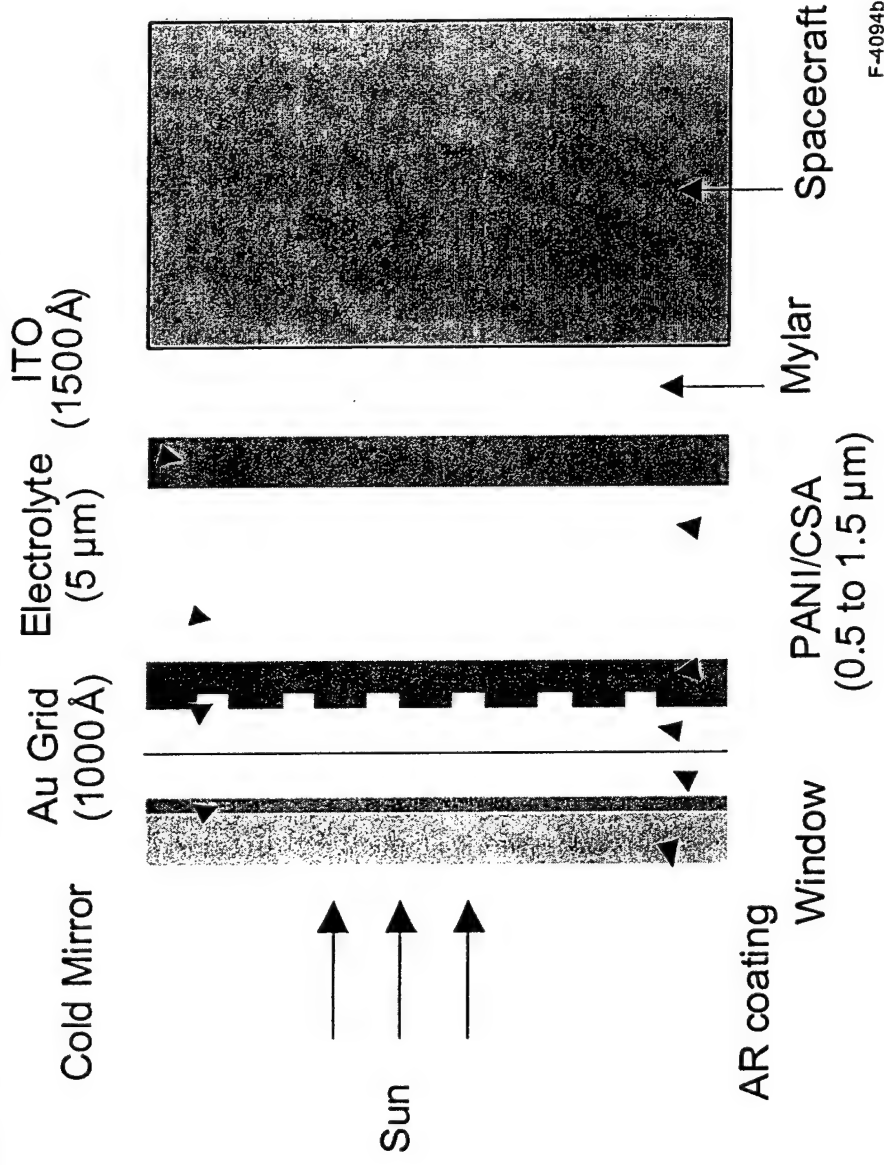 Cold Mirror
Au Grid
(1000 Å)
Electrolyte
(5 µm)
ITO
(1500 Å)
Sun
AR coating
Window
PANI/CSA
(0.5 to 1.5 µm)
Mylar
Spacecraft
F-4094b